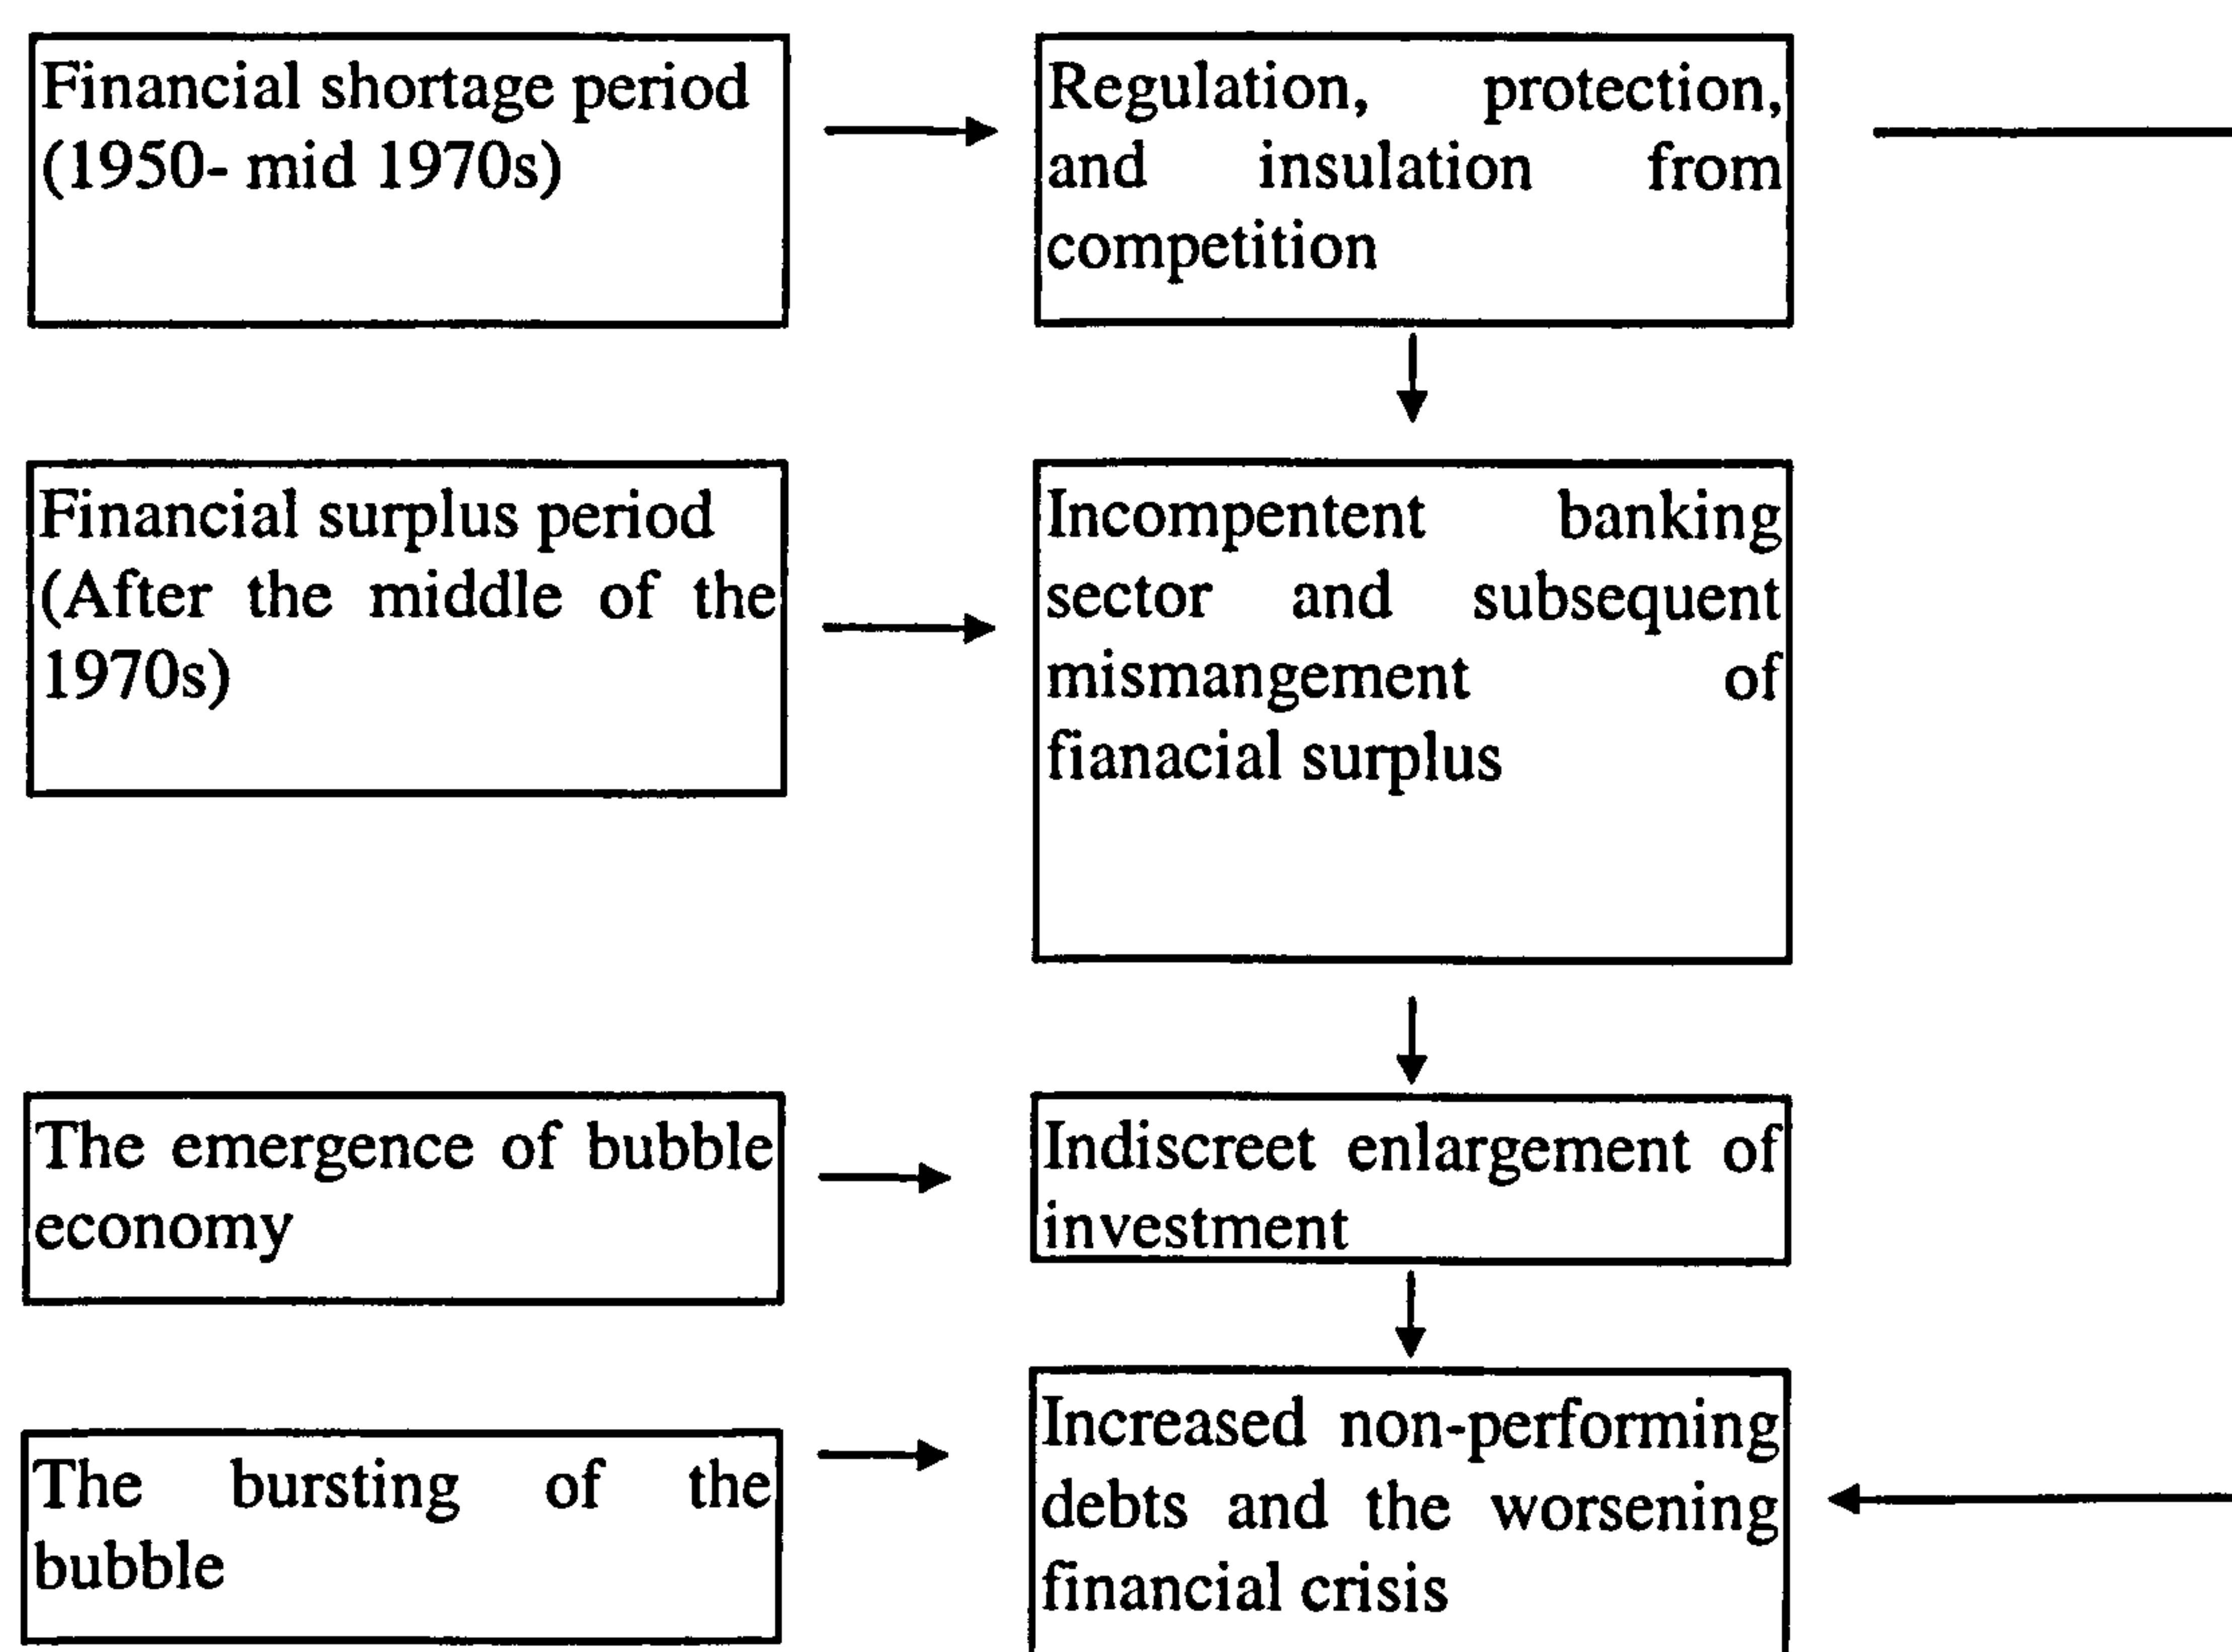 Financial shortage period
(1950- mid 1970s)
Regulation, protection,
and insulation from
competition
Financial surplus period
(After the middle of the
1970s)
Incompentent banking
sector and subsequent
mismangement of
fianacial surplus
The emergence of bubble
economy
Indiscreet enlargement of
investment
The bursting of the
bubble
Increased non-performing
debts and the worsening
financial crisis